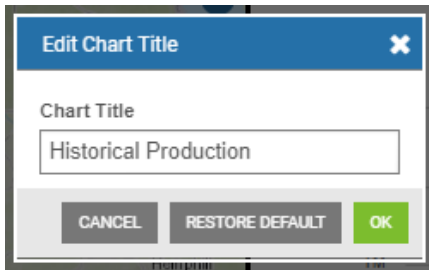 Edit Chart Title
Chart Title
Historical Production
CANCEL RESTORE DEFAULT OK